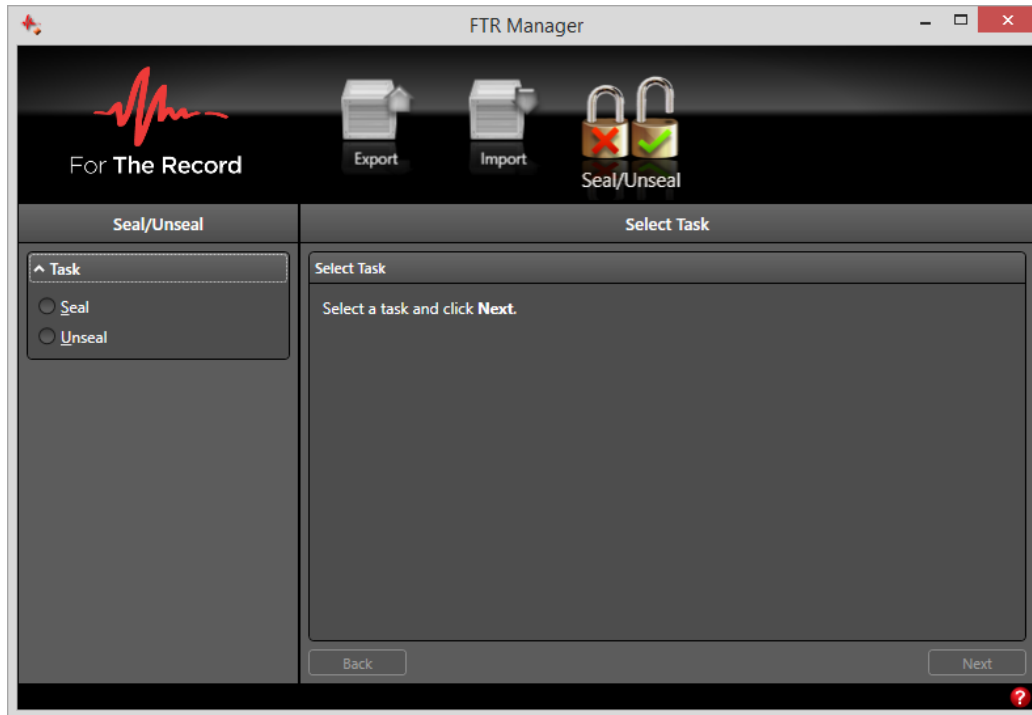 FTR Manager
For The Record
Export
Import
Seal/Unseal
Seal/Unseal
Select Task
Task
Seal
Unseal
Select Task
Select a task and click Next.
Back
Next
?